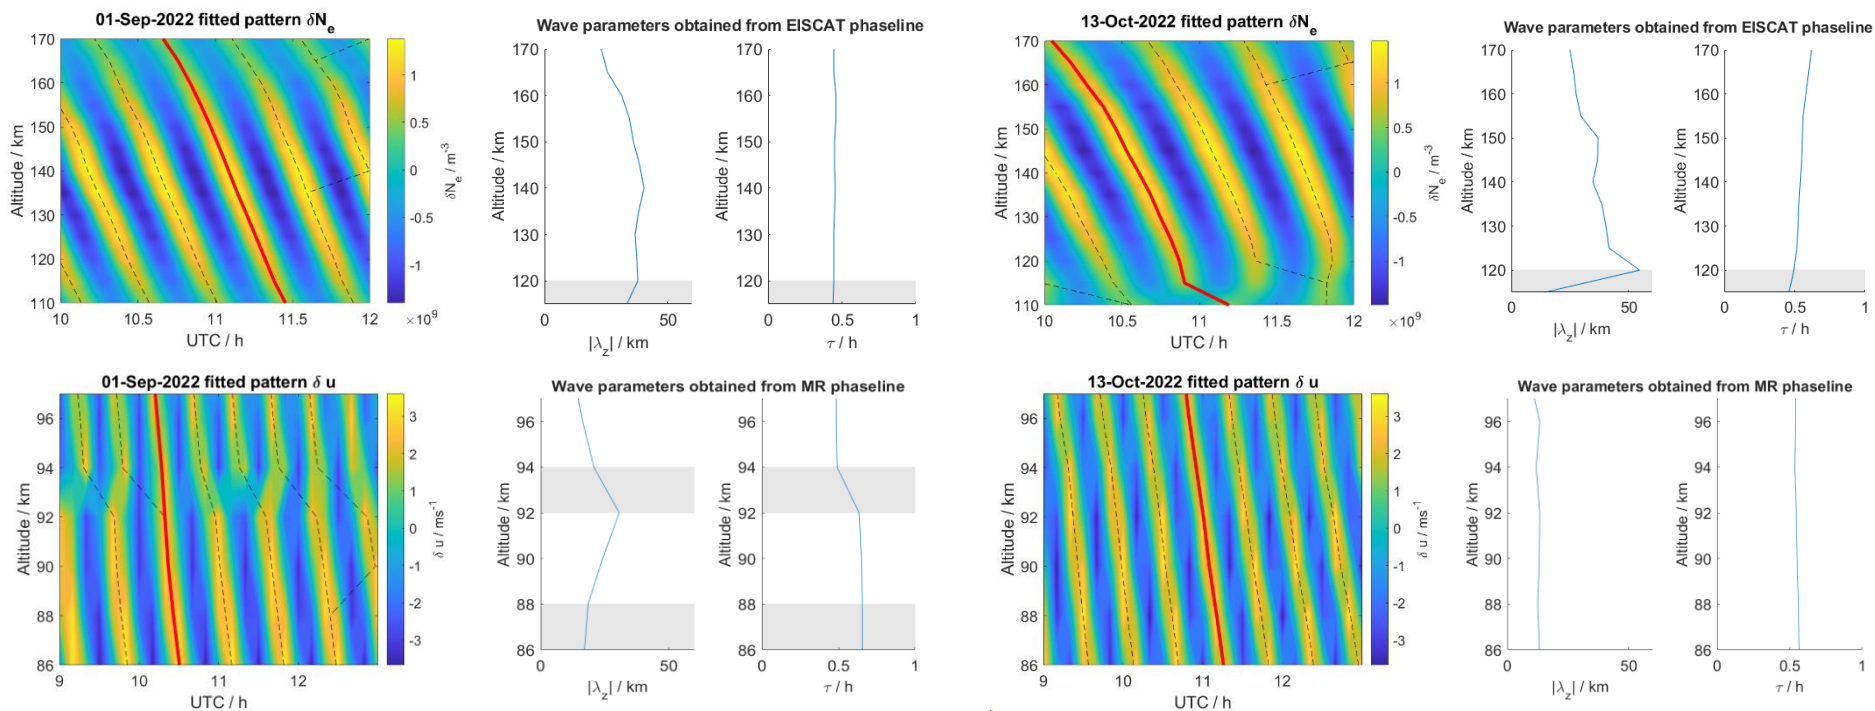 01-Sep-2022 fitted pattern δN_e
170
160
150
140
130
120
110
Altitude / km
10 10.5 11 11.5 12
UTC / h
1
0.5
0
-0.5
-1
×10^9
δN_e / m^-3
Wave parameters obtained from EISCAT phaseline
170
160
150
140
130
120
Altitude / km
0 50
|λ_z| / km
170
160
150
140
130
120
Altitude / km
0 0.5 1
τ / h
13-Oct-2022 fitted pattern δN_e
170
160
150
140
130
120
110
Altitude / km
10 10.5 11 11.5 12
UTC / h
1
0.5
0
-0.5
-1
×10^9
δN_e / m^-3
Wave parameters obtained from EISCAT phaseline
170
160
150
140
130
120
Altitude / km
0 50
|λ_z| / km
170
160
150
140
130
120
Altitude / km
0 0.5 1
τ / h
01-Sep-2022 fitted pattern δ u
96
94
92
90
88
86
Altitude / km
9 10 11 12
UTC / h
3
2
1
0
-1
-2
-3
δ u / ms^-1
Wave parameters obtained from MR phaseline
96
94
92
90
88
86
Altitude / km
0 50
|λ_z| / km
96
94
92
90
88
86
Altitude / km
0 0.5 1
τ / h
13-Oct-2022 fitted pattern δ u
96
94
92
90
88
86
Altitude / km
9 10 11 12
UTC / h
3
2
1
0
-1
-2
-3
δ u / ms^-1
Wave parameters obtained from MR phaseline
96
94
92
90
88
86
Altitude / km
0 50
|λ_z| / km
96
94
92
90
88
86
Altitude / km
0 0.5 1
τ / h